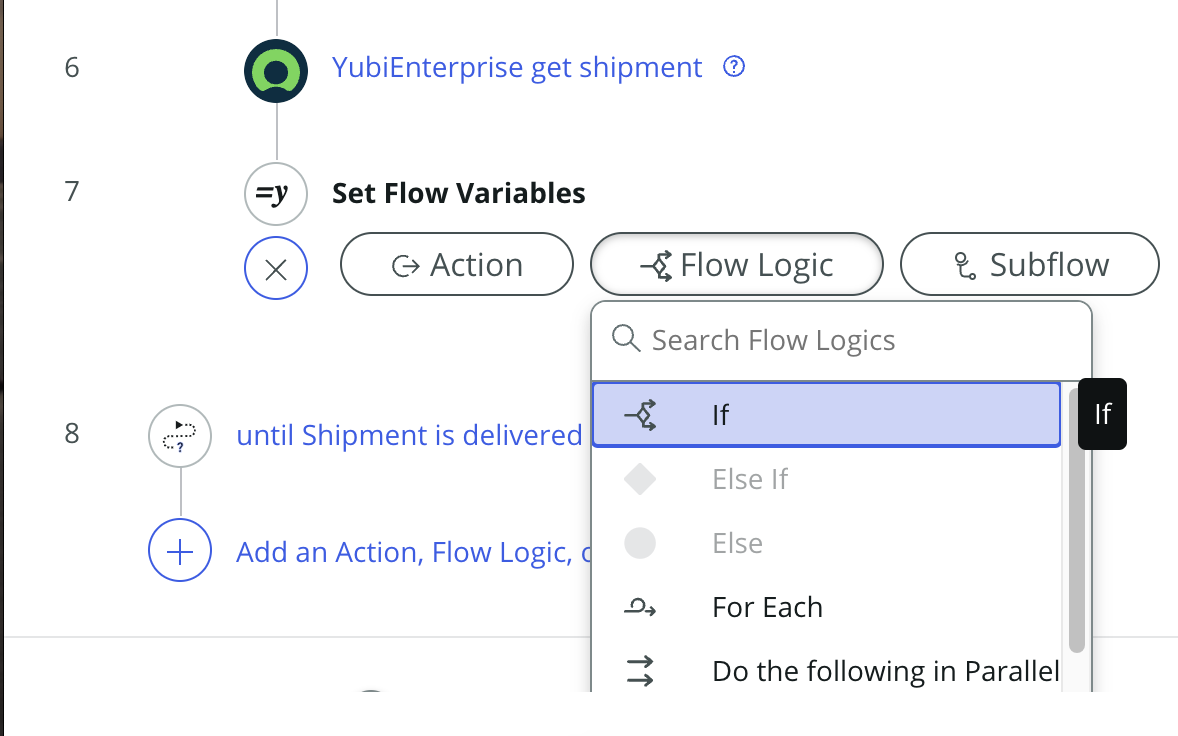 6 YubiEnterprise get shipment ?
7 =y Set Flow Variables
Action Flow Logic Subflow
Search Flow Logics
If If
8 ? until Shipment is delivered
Else If
Else
Add an Action, Flow Logic,
For Each
Do the following in Parallel